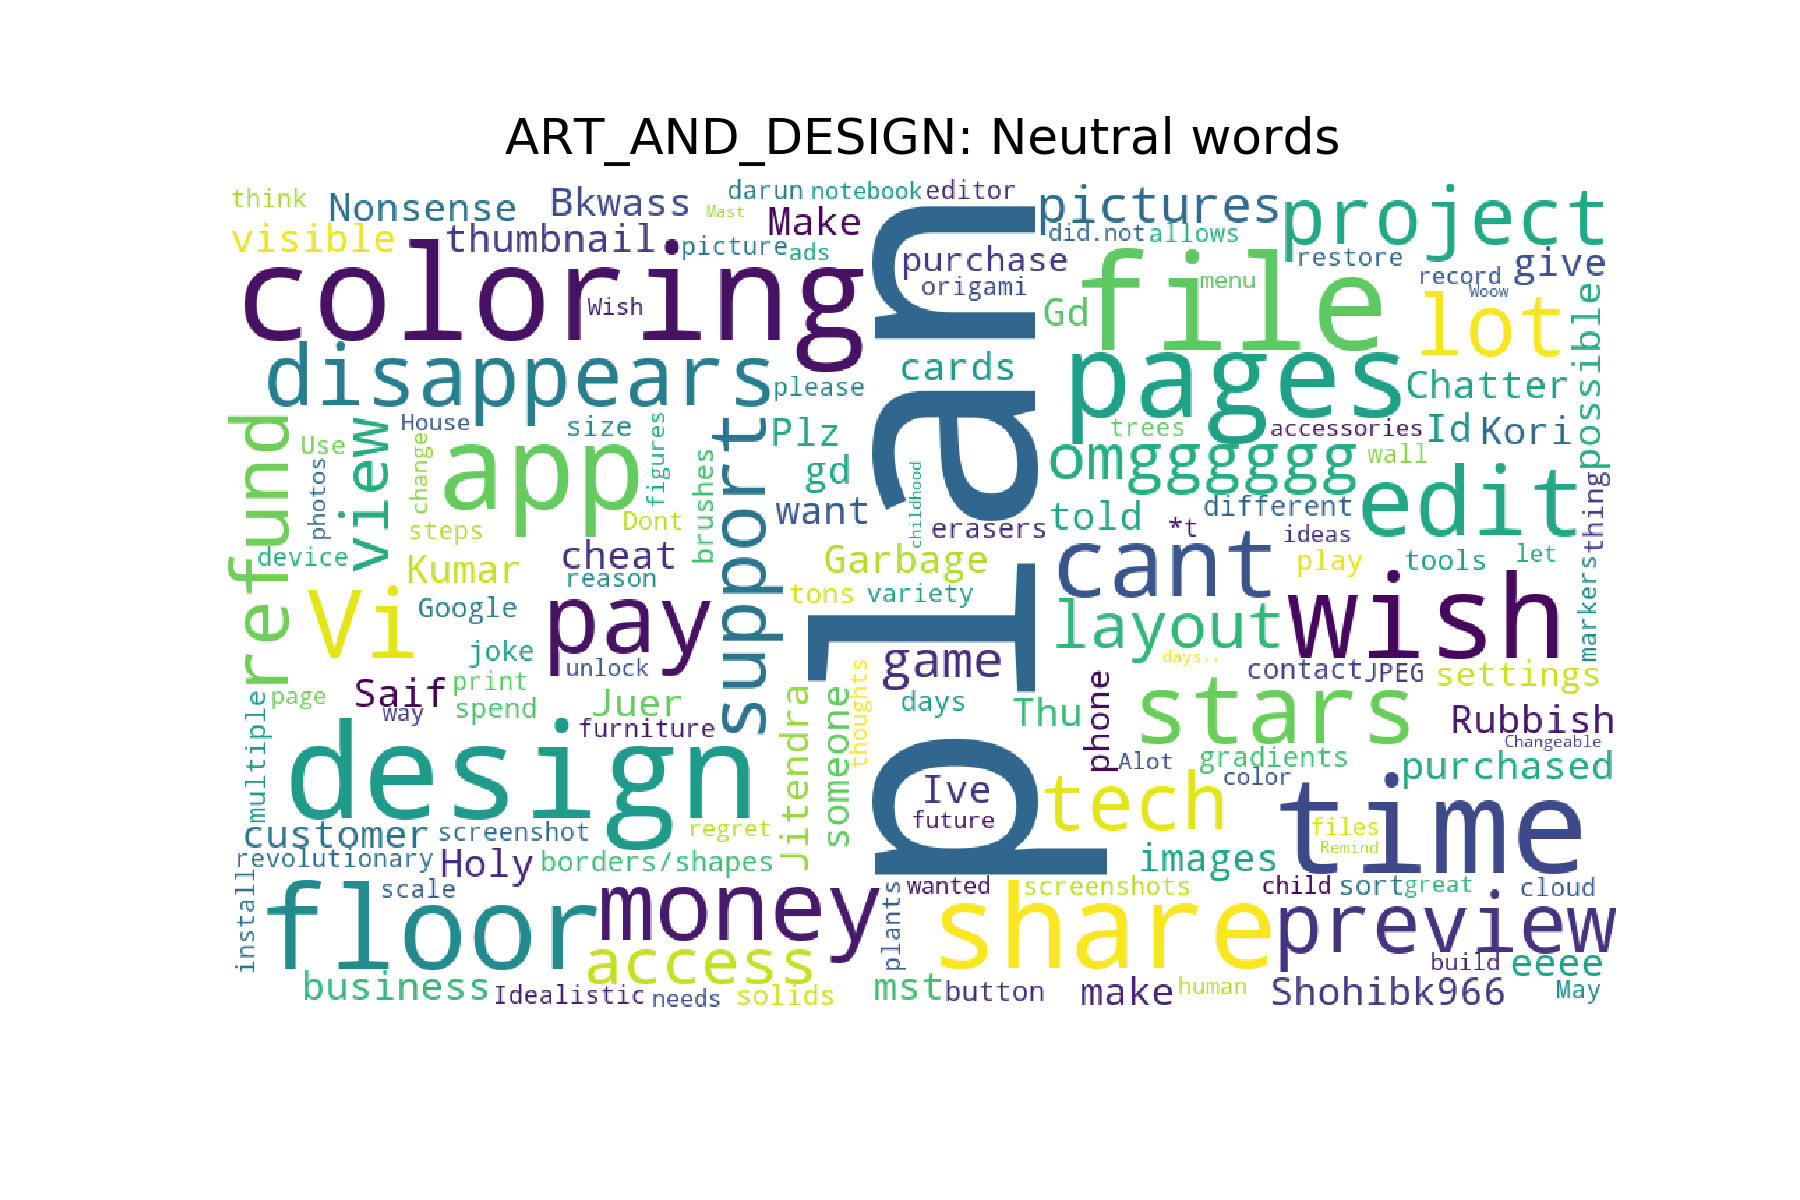 ART_AND_DESIGN: Neutral words
think
Nonsense
Bkwass
darun
notebook
editor
Mast
Make
pictures
project
visible
thumbnail
picture
ads
did.not
allows
purchase
restore
record
give
coloring
Wish
origami
Gd
file
menu
Woow
lot
possible
disappears
please
cards
pages
Chatter
plan
refund
Use
view
House
size
figures
Plz
trees
accessories
Id
Kori
photos
change
app
support
brushes
gd
childhood
omgggggg
wall
edit
thing
steps
Dont
want
erasers
told
different
*t
ideas
device
Kumar
cheat
reason
Garbage
cant
play
tools
let
markers
Vi
Google
pay
tons
variety
layout
wish
joke
unlock
game
days..
contact
JPEG
settings
page
Saif
print
way
spend
Juer
furniture
Jitendra
someone
thoughts
days
Thu
phone
stars
Rubbish
Changeable
multiple
design
Alot
gradients
color
purchased
customer
screenshot
regret
Ive
future
tech
time
files
Remind
revolutionary
Holy
borders/shapes
images
install
scale
floor
money
plants
wanted
screenshots
child
sort
great
cloud
share
preview
access
build
eeee
business
Idealistic
needs
solids
mst
button
make
human
Shohibk966
May